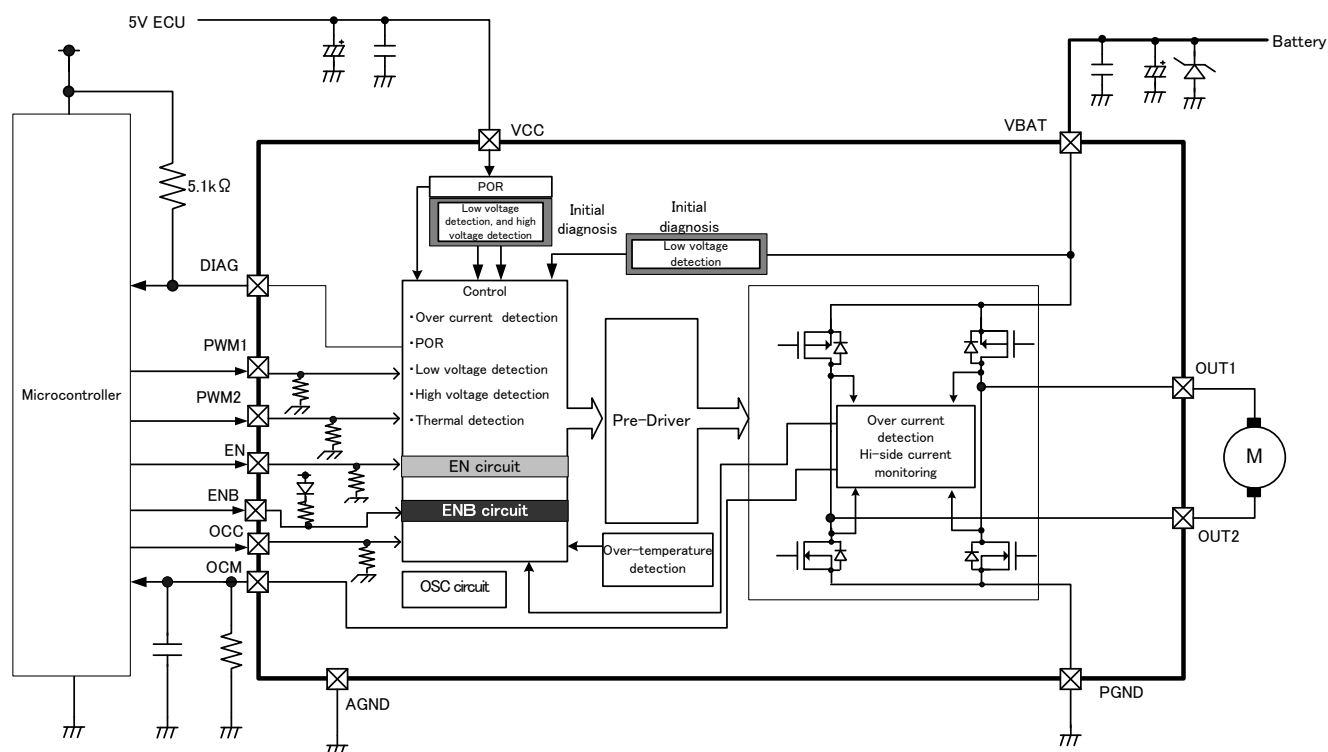 5V ECU
Battery
VCC
VBAT
5.1kΩ
POR
Low voltage
detection, and high
voltage detection
Initial
diagnosis
Initial
diagnosis
Low voltage
detection
DIAG
Control
・Over current detection
・POR
・Low voltage detection
・High voltage detection
・Thermal detection
PWM1
PWM2
EN
ENB
OCC
OCM
Microcontroller
EN circuit
ENB circuit
OSC circuit
Pre-Driver
Over-temperature
detection
Over current
detection
Hi-side current
monitoring
OUT1
M
OUT2
AGND
PGND